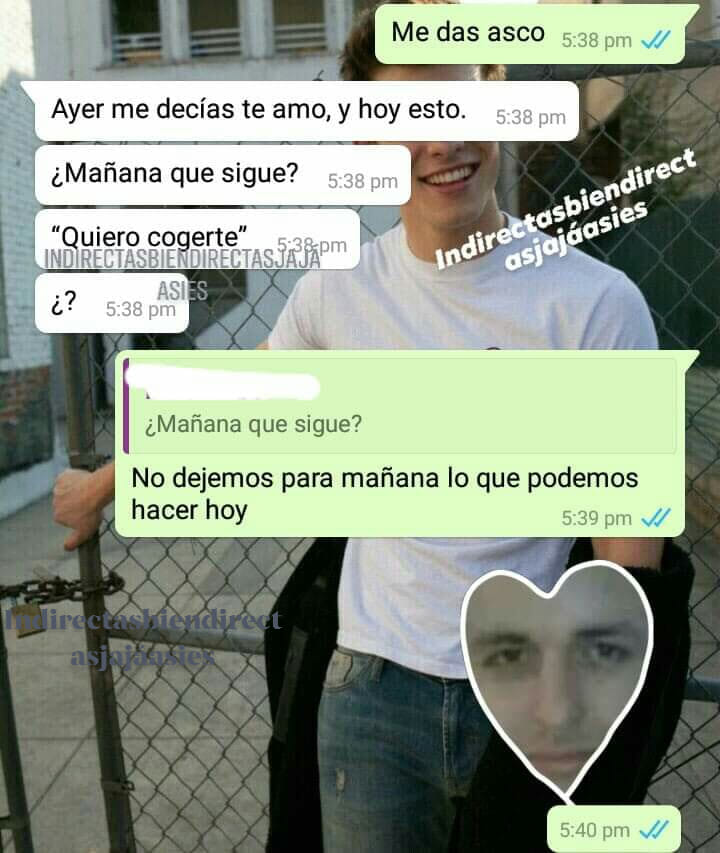 Me das asco 5:38 pm
Ayer me decías te amo, y hoy esto. 5:38 pm
¿Mañana que sigue? 5:38 pm
“Quiero cogerte” 5:38 pm
INDIRECTASBIENDIRECTASJAJÁ
ASIES
¿? 5:38 pm
Indirectasbiendirect
asjajáasies
¿Mañana que sigue?
No dejemos para mañana lo que podemos
hacer hoy 5:39 pm
Indirectasbiendirect
asjajáasies
5:40 pm